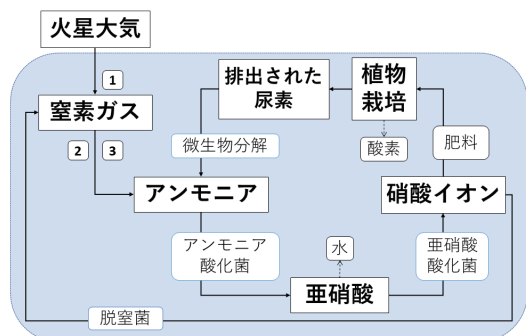 火星大気
1
窒素ガス
2
3
排出された
尿素
植物
栽培
微生物分解
酸素
肥料
アンモニア
硝酸イオン
アンモニア
酸化菌
水
亜硝酸
酸化菌
亜硝酸
脱窒菌